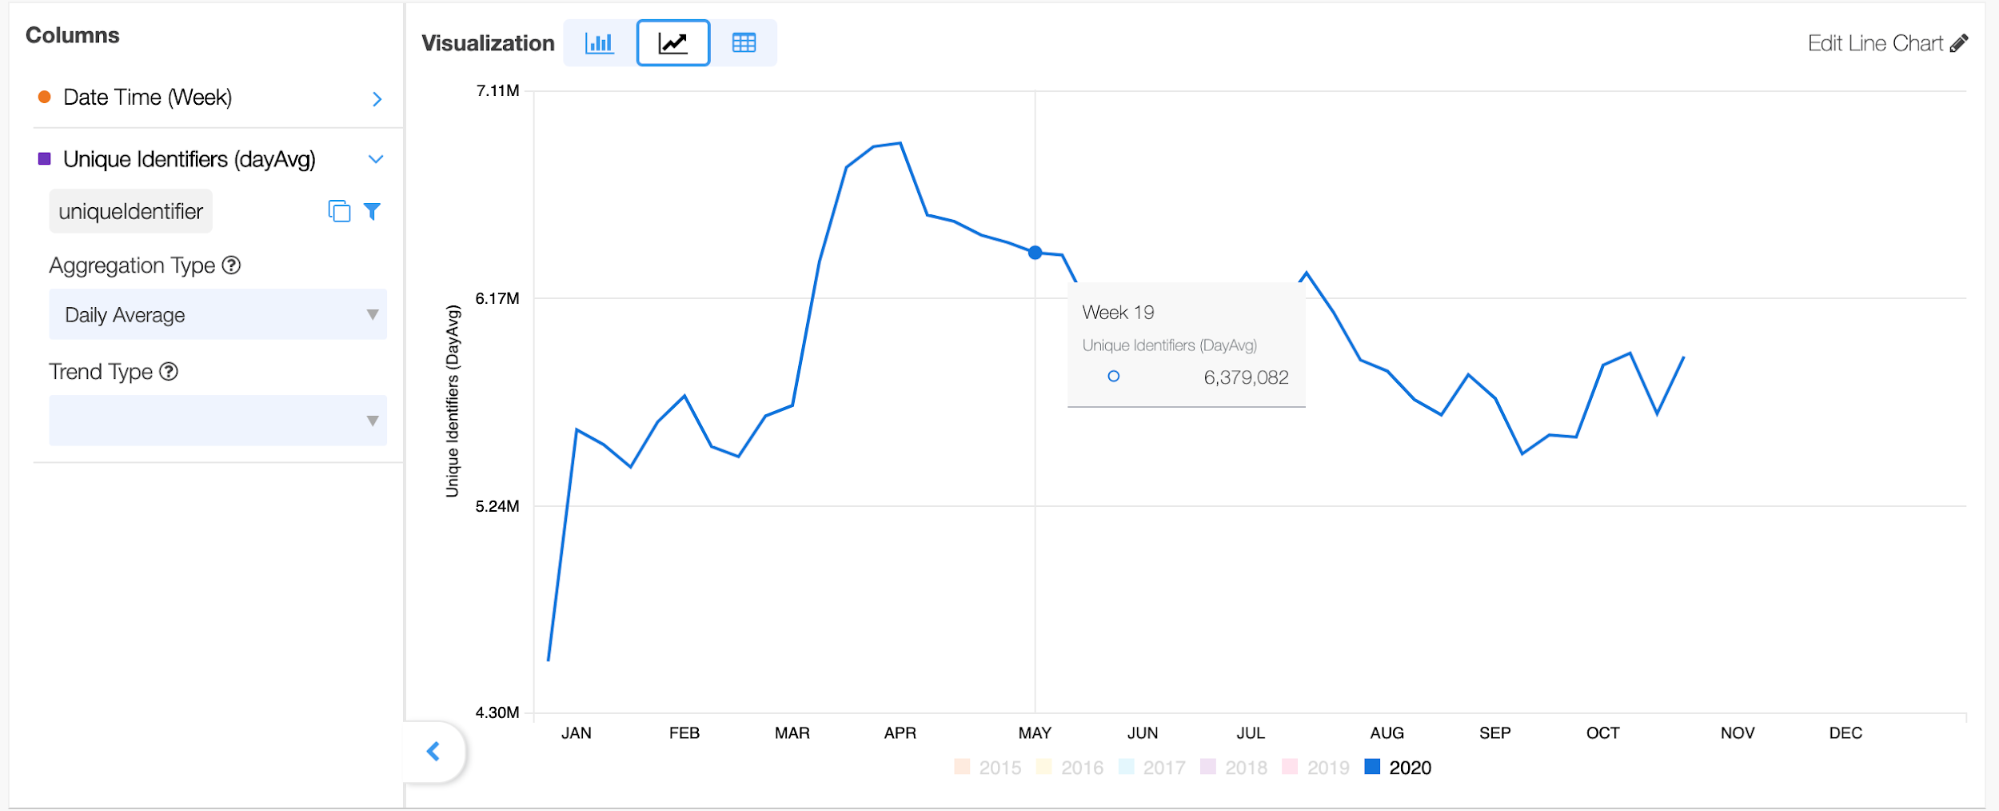 Columns
Date Time (Week)
Unique Identifiers (dayAvg)
uniqueIdentifier
Aggregation Type ?
Daily Average
Trend Type ?
Visualization
Edit Line Chart
7.11M
6.17M
5.24M
4.30M
Unique Identifiers (DayAvg)
Week 19
Unique Identifiers (DayAvg)
6,379,082
JAN FEB MAR APR MAY JUN JUL AUG SEP OCT NOV DEC
2015 2016 2017 2018 2019 2020